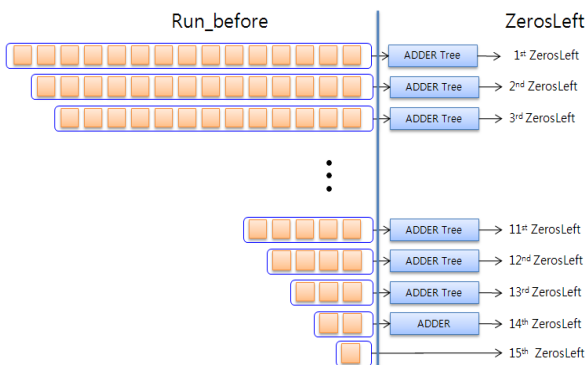 Run_before ZerosLeft
ADDER Tree 1st ZerosLeft
ADDER Tree 2nd ZerosLeft
ADDER Tree 3rd ZerosLeft
ADDER Tree 11st ZerosLeft
ADDER Tree 12nd ZerosLeft
ADDER Tree 13rd ZerosLeft
ADDER 14th ZerosLeft
15th ZerosLeft